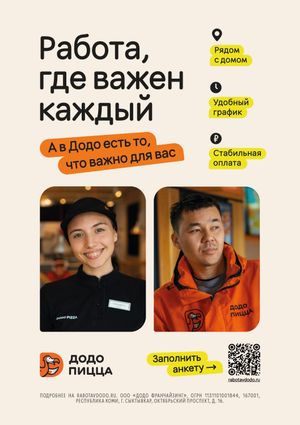 Работа,
где важен
каждый
А в Додо есть то,
что важно для вас
Рядом
с домом
Удобный
график
₽
Стабильная
оплата
ДОДО
ПИЦЦА
ДОДО
ПИЦЦА
Заполнить
анкету →
rabotavdodo.ru
ПОДРОБНЕЕ НА RABOTAVDODO.RU. ООО «ДОДО ФРАНЧАЙЗИНГ», ОГРН 1131101001844, 167001,
РЕСПУБЛИКА КОМИ, Г. СЫКТЫВКАР, ОКТЯБРЬСКИЙ ПРОСПЕКТ, Д. 16.